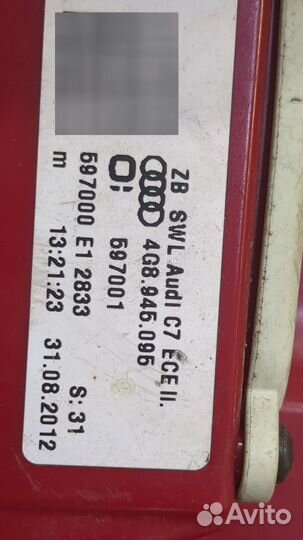 ZB SWL Audi C7 ECE II.
4G8.945.095
597001
597000 E1 2833 S: 31
m 13:21:23 31.08.2012
Avito